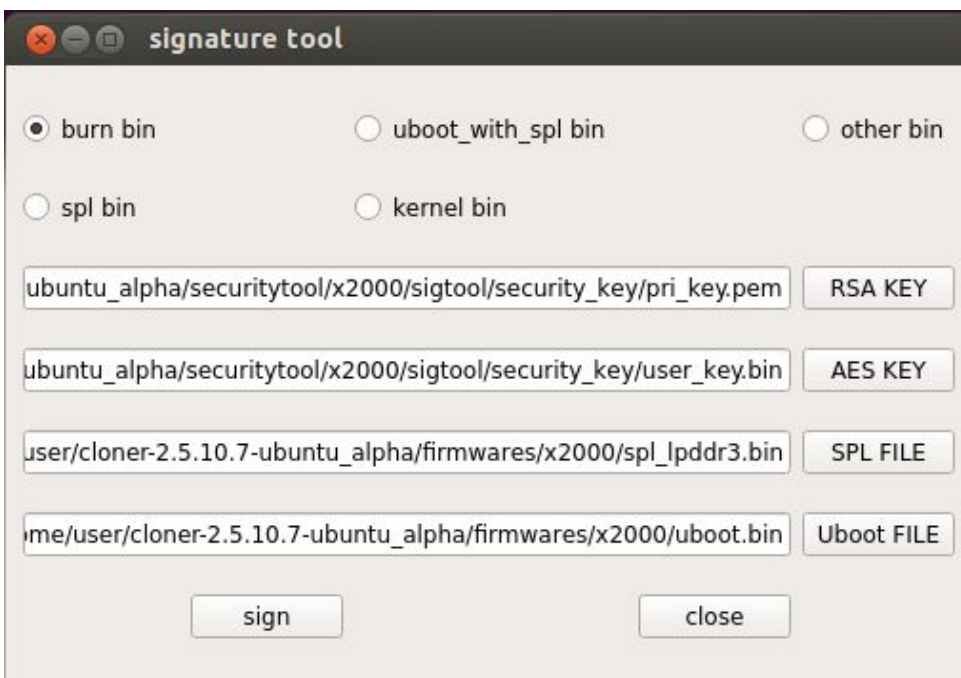 signature tool
burn bin
uboot_with_spl bin
other bin
spl bin
kernel bin
ubuntu_alpha/securitytool/x2000/sigtool/security_key/pri_key.pem
RSA KEY
ubuntu_alpha/securitytool/x2000/sigtool/security_key/user_key.bin
AES KEY
user/cloner-2.5.10.7-ubuntu_alpha/firmwares/x2000/spl_lpddr3.bin
SPL FILE
ome/user/cloner-2.5.10.7-ubuntu_alpha/firmwares/x2000/uboot.bin
Uboot FILE
sign
close